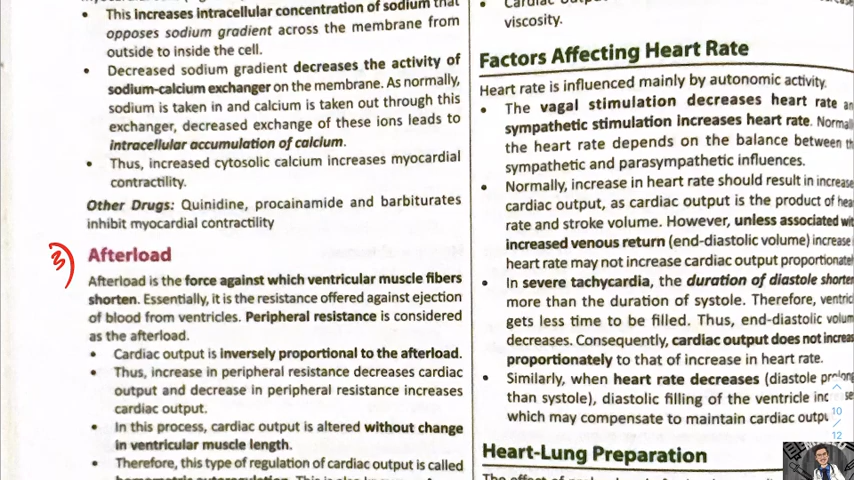 • This increases intracellular concentration of sodium that
opposes sodium gradient across the membrane from
outside to inside the cell.
• Decreased sodium gradient decreases the activity of
sodium-calcium exchanger on the membrane. As normally,
sodium is taken in and calcium is taken out through this
exchanger, decreased exchange of these ions leads to
intracellular accumulation of calcium.
• Thus, increased cytosolic calcium increases myocardial
contractility.
Other Drugs: Quinidine, procainamide and barbiturates
inhibit myocardial contractility
3)
Afterload
Afterload is the force against which ventricular muscle fibers
shorten. Essentially, it is the resistance offered against ejection
of blood from ventricles. Peripheral resistance is considered
as the afterload.
• Cardiac output is inversely proportional to the afterload.
• Thus, increase in peripheral resistance decreases cardiac
output and decrease in peripheral resistance increases
cardiac output.
• In this process, cardiac output is altered without change
in ventricular muscle length.
• Therefore, this type of regulation of cardiac output is called
viscosity.
Factors Affecting Heart Rate
Heart rate is influenced mainly by autonomic activity.
• The vagal stimulation decreases heart rate an
sympathetic stimulation increases heart rate. Normal
the heart rate depends on the balance between th
sympathetic and parasympathetic influences.
• Normally, increase in heart rate should result in increase
cardiac output, as cardiac output is the product of hea
rate and stroke volume. However, unless associated wit
increased venous return (end-diastolic volume) increase
heart rate may not increase cardiac output proportionate
• In severe tachycardia, the duration of diastole shorte
more than the duration of systole. Therefore, ventric
gets less time to be filled. Thus, end-diastolic volum
decreases. Consequently, cardiac output does not increas
proportionately to that of increase in heart rate.
• Similarly, when heart rate decreases (diastole prolong
than systole), diastolic filling of the ventricle inc
which may compensate to maintain cardiac outpu
Heart-Lung Preparation
10
/
12